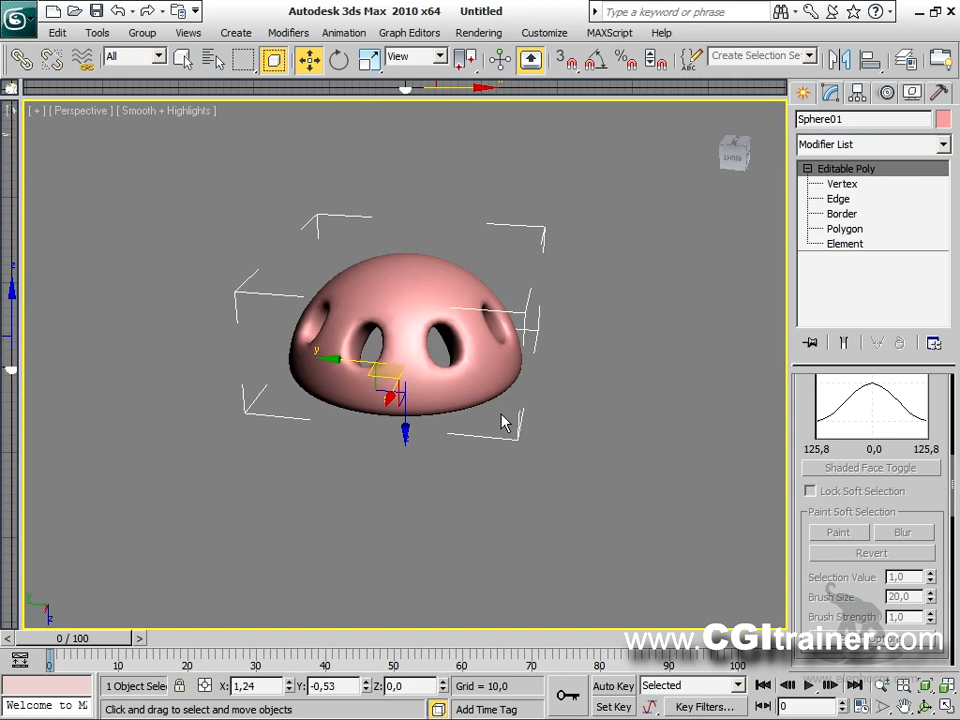 Autodesk 3ds Max 2010 x64 Untitled
Type a keyword or phrase
Edit Tools Group Views Create Modifiers Animation Graph Editors Rendering Customize MAXScript Help
All
View
3
ABC
Create Selection Se
[ + ] [ Perspective ] [ Smooth + Highlights ]
RIGHT
Sphere01
Modifier List
Editable Poly
Vertex
Edge
Border
Polygon
Element
y
z
125,8 0,0 125,8
Shaded Face Toggle
Lock Soft Selection
Paint Soft Selection
Paint Blur
Revert
Selection Value 1,0
Brush Size 20,0
Brush Strength 1,0
www.CGItrainer.com
< 0 / 100 >
0 10 20 30 40 50 60 70 80 90 100
1 Object Sele X: 1,24 Y: -0,53 Z: 0,0 Grid = 10,0 Auto Key Selected
Welcome to M Click and drag to select and move objects Add Time Tag Set Key Key Filters... 0